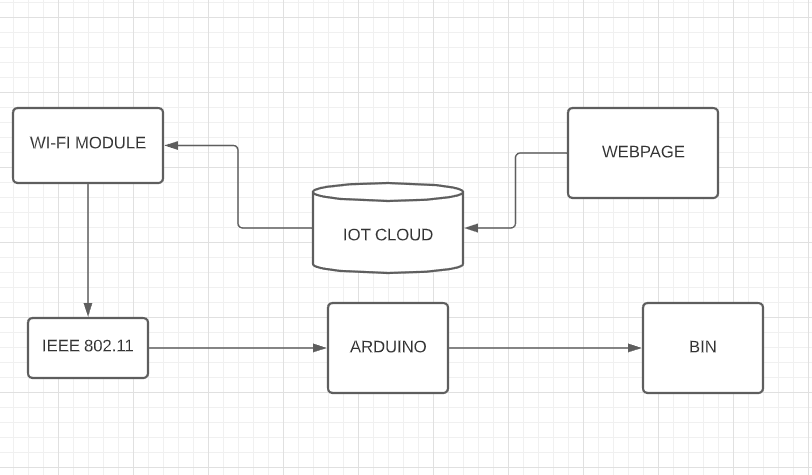 WI-FI MODULE
WEBPAGE
IOT CLOUD
IEEE 802.11
ARDUINO
BIN